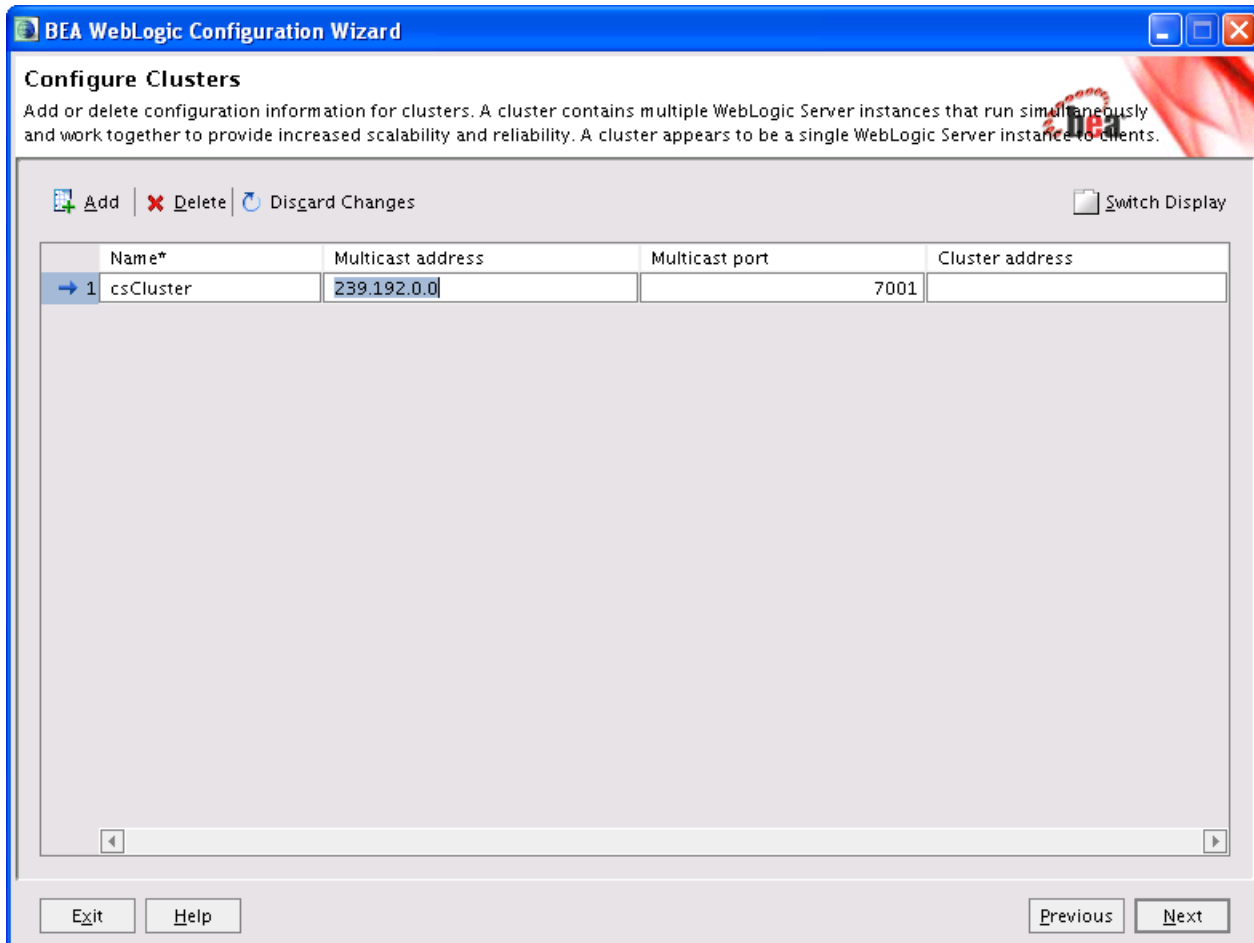 BEA WebLogic Configuration Wizard
Configure Clusters
Add or delete configuration information for clusters. A cluster contains multiple WebLogic Server instances that run simultaneously
and work together to provide increased scalability and reliability. A cluster appears to be a single WebLogic Server instance to clients.
bea
Add Delete Discard Changes Switch Display
Name* Multicast address Multicast port Cluster address
1 csCluster 239.192.0.0 7001
Exit Help Previous Next